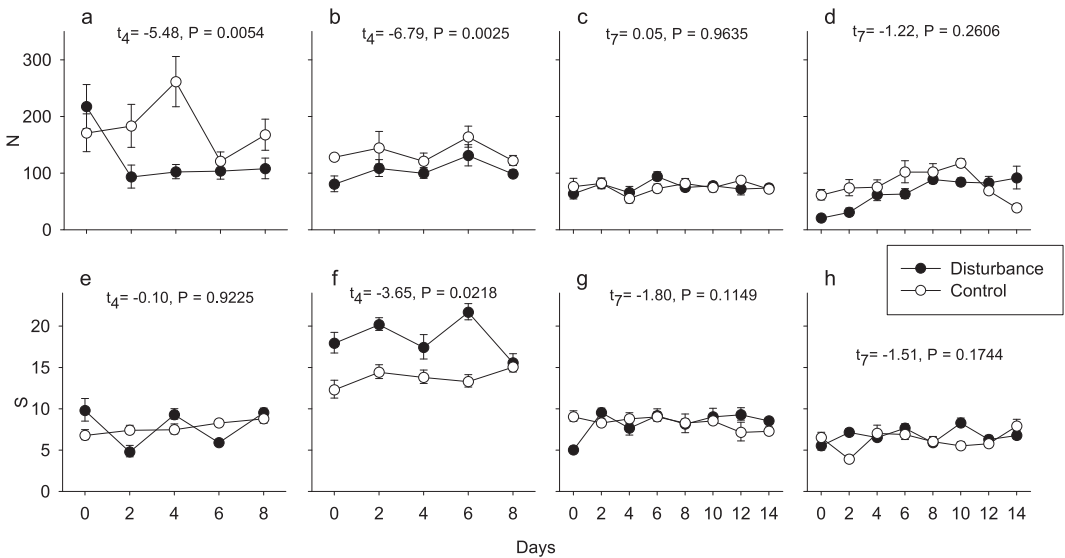 a b c d
t4= -5.48, P = 0.0054 t4= -6.79, P = 0.0025 t7= 0.05, P = 0.9635 t7= -1.22, P = 0.2606
300
200
N
100
0
Disturbance
Control
e f g h
t4= -0.10, P = 0.9225 t4= -3.65, P = 0.0218 t7= -1.80, P = 0.1149
t7= -1.51, P = 0.1744
20
15
S
10
5
0
0 2 4 6 8 0 2 4 6 8 0 2 4 6 8 10 12 14 0 2 4 6 8 10 12 14
Days